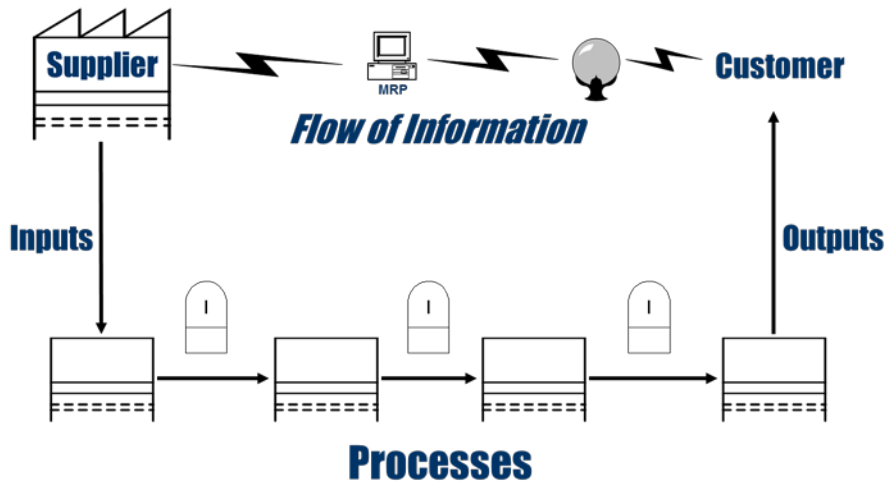 Supplier
MRP
Customer
Flow of Information
Inputs
Outputs
I
I
I
Processes